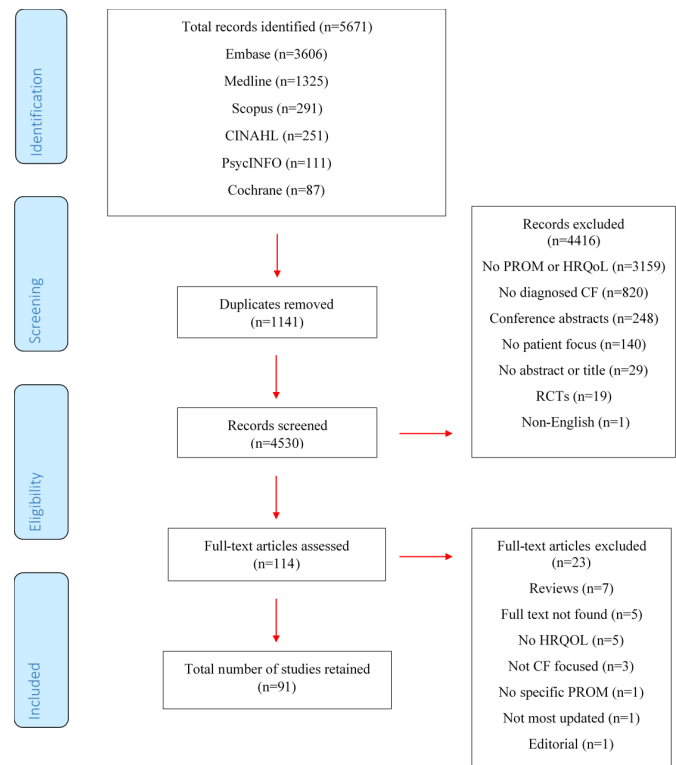 Identification
Total records identified (n=5671)
Embase (n=3606)
Medline (n=1325)
Scopus (n=291)
CINAHL (n=251)
PsycINFO (n=111)
Cochrane (n=87)
Screening
Duplicates removed
(n=1141)
Records screened
(n=4530)
Records excluded
(n=4416)
No PROM or HRQoL (n=3159)
No diagnosed CF (n=820)
Conference abstracts (n=248)
No patient focus (n=140)
No abstract or title (n=29)
RCTs (n=19)
Non-English (n=1)
Eligibility
Full-text articles assessed
(n=114)
Full-text articles excluded
(n=23)
Reviews (n=7)
Full text not found (n=5)
No HRQOL (n=5)
Not CF focused (n=3)
No specific PROM (n=1)
Not most updated (n=1)
Editorial (n=1)
Included
Total number of studies retained
(n=91)